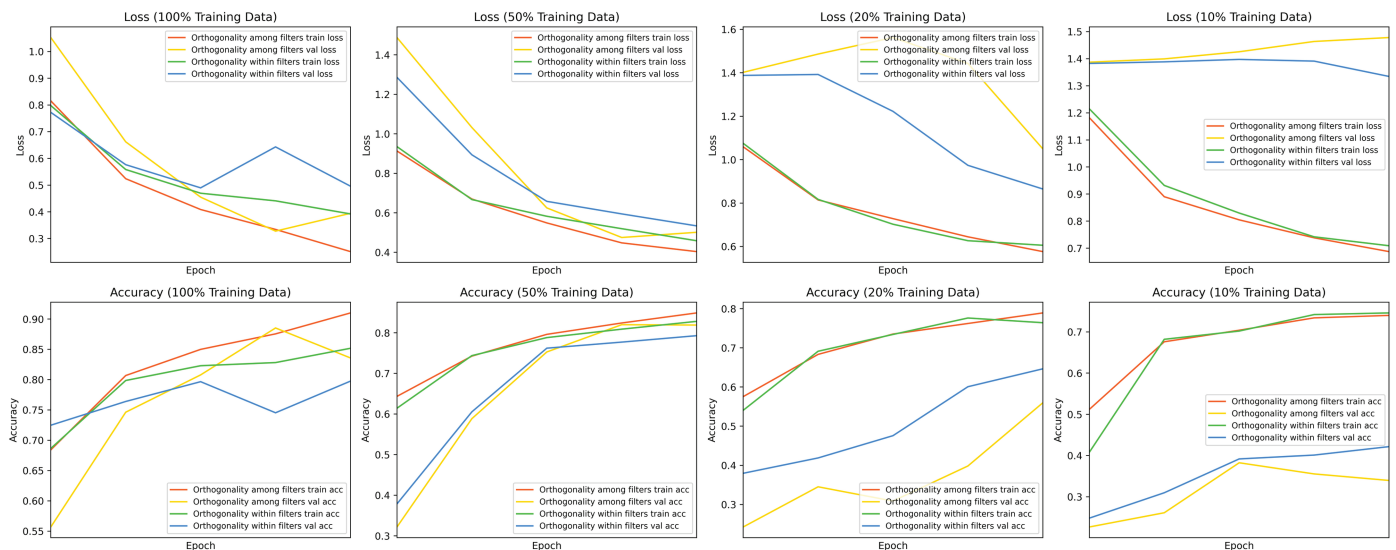 Loss (100% Training Data)
Loss
1.0
0.9
0.8
0.7
0.6
0.5
0.4
0.3
Orthogonality among filters train loss
Orthogonality among filters val loss
Orthogonality within filters train loss
Orthogonality within filters val loss
Epoch
Loss (50% Training Data)
Loss
1.4
1.2
1.0
0.8
0.6
0.4
Orthogonality among filters train loss
Orthogonality among filters val loss
Orthogonality within filters train loss
Orthogonality within filters val loss
Epoch
Loss (20% Training Data)
Loss
1.6
1.4
1.2
1.0
0.8
0.6
Orthogonality among filters train loss
Orthogonality among filters val loss
Orthogonality within filters train loss
Orthogonality within filters val loss
Epoch
Loss (10% Training Data)
Loss
1.5
1.4
1.3
1.2
1.1
1.0
0.9
0.8
0.7
Orthogonality among filters train loss
Orthogonality among filters val loss
Orthogonality within filters train loss
Orthogonality within filters val loss
Epoch
Accuracy (100% Training Data)
Accuracy
0.90
0.85
0.80
0.75
0.70
0.65
0.60
0.55
Orthogonality among filters train acc
Orthogonality among filters val acc
Orthogonality within filters train acc
Orthogonality within filters val acc
Epoch
Accuracy (50% Training Data)
Accuracy
0.8
0.7
0.6
0.5
0.4
0.3
Orthogonality among filters train acc
Orthogonality among filters val acc
Orthogonality within filters train acc
Orthogonality within filters val acc
Epoch
Accuracy (20% Training Data)
Accuracy
0.8
0.7
0.6
0.5
0.4
0.3
Orthogonality among filters train acc
Orthogonality among filters val acc
Orthogonality within filters train acc
Orthogonality within filters val acc
Epoch
Accuracy (10% Training Data)
Accuracy
0.7
0.6
0.5
0.4
0.3
Orthogonality among filters train acc
Orthogonality among filters val acc
Orthogonality within filters train acc
Orthogonality within filters val acc
Epoch